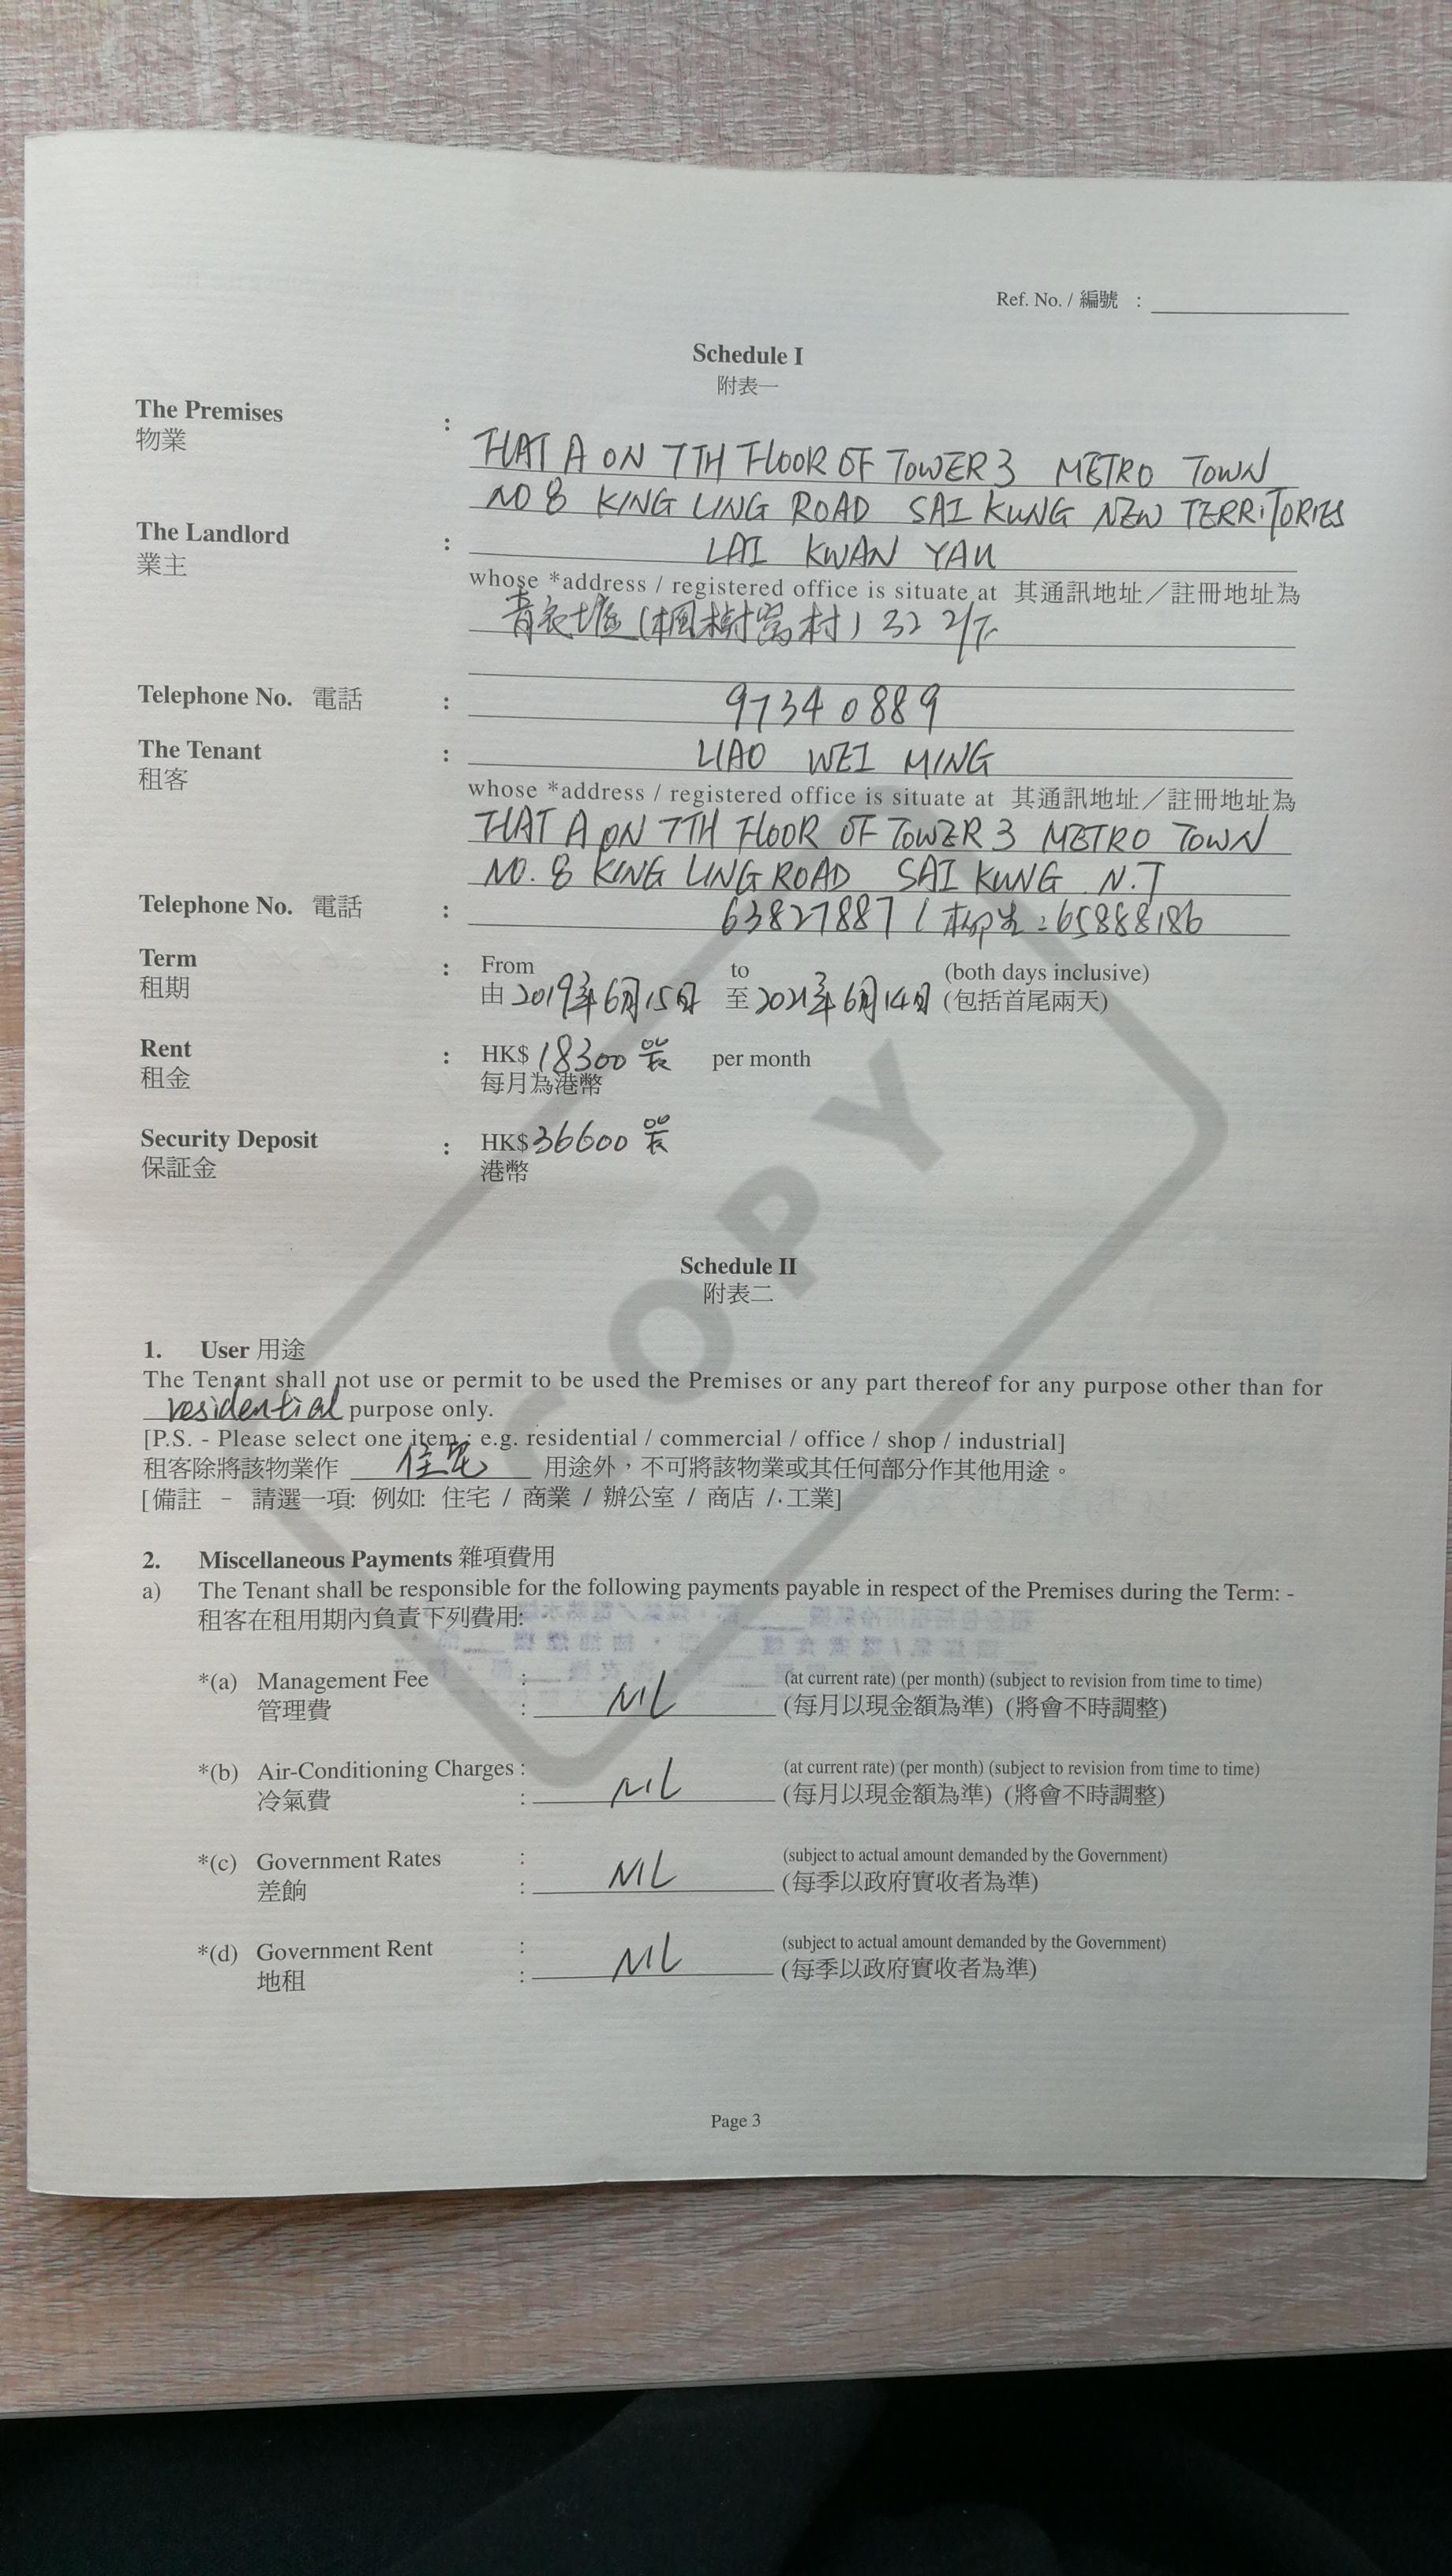 Ref. No. / 編號 :
Schedule I
附表一
The Premises
物業
:
FLAT A ON 7TH FLOOR OF TOWER 3 METRO TOWN
NO 8 KING LING ROAD SAI KUNG NEW TERRITORIES
The Landlord
業主
: LAI KWAN YAU
whose *address / registered office is situate at 其通訊地址／註冊地址為
青衣 (楓樹窩村) 32 2/F
Telephone No. 電話 : 97340889
The Tenant
租客
: LIAO WEI MING
whose *address / registered office is situate at 其通訊地址／註冊地址為
FLAT A ON 7TH FLOOR OF TOWER 3 METRO TOWN
NO. 8 KING LING ROAD SAI KUNG N.T
Telephone No. 電話 : 63827887 / 柳生:65888186
Term
租期
: From to (both days inclusive)
由 2019年6月15日 至 2021年6月14日 (包括首尾兩天)
Rent
租金
: HK$ 18300 per month
每月為港幣
Security Deposit
保証金
: HK$ 36600
港幣
COPY
Schedule II
附表二
1. User 用途
The Tenant shall not use or permit to be used the Premises or any part thereof for any purpose other than for
residential purpose only.
[P.S. - Please select one item : e.g. residential / commercial / office / shop / industrial]
租客除將該物業作 住宅 用途外，不可將該物業或其任何部分作其他用途。
[備註 - 請選一項: 例如: 住宅 / 商業 / 辦公室 / 商店 / 工業]
2. Miscellaneous Payments 雜項費用
a) The Tenant shall be responsible for the following payments payable in respect of the Premises during the Term: -
租客在租用期內負責下列費用:
*(a) Management Fee : (at current rate) (per month) (subject to revision from time to time)
管理費 : NIL (每月以現金額為準) (將會不時調整)
*(b) Air-Conditioning Charges : (at current rate) (per month) (subject to revision from time to time)
冷氣費 : NIL (每月以現金額為準) (將會不時調整)
*(c) Government Rates : (subject to actual amount demanded by the Government)
差餉 : NIL (每季以政府實收者為準)
*(d) Government Rent : (subject to actual amount demanded by the Government)
地租 : NIL (每季以政府實收者為準)
Page 3